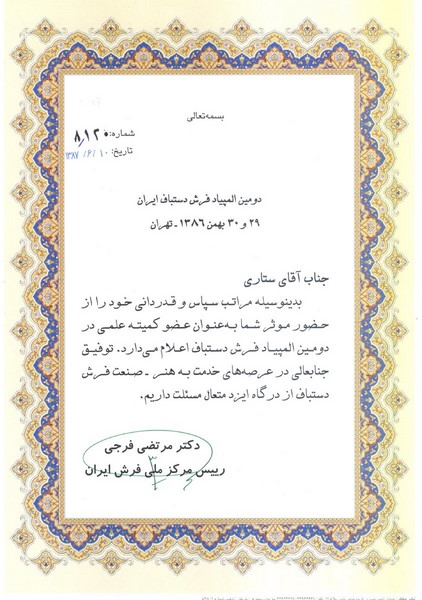 بسمه‌تعالی
شماره: ۸٫۱۲۰
تاریخ: ۱۳۸۷/۶/۱۰
دومین المپیاد فرش دستباف ایران
۲۹ و ۳۰ بهمن ۱۳۸۶ ـ تهران
جناب آقای ستاری
بدینوسیله مراتب سپاس و قدردانی خود را از
حضور موثر شما به‌عنوان عضو کمیته علمی در
دومین المپیاد فرش دستباف اعلام می‌دارد. توفیق
جنابعالی در عرصه‌های خدمت به هنر ـ صنعت فرش
دستباف از درگاه ایزد متعال مسئلت داریم.
دکتر مرتضی فرجی
رییس مرکز ملی فرش ایران